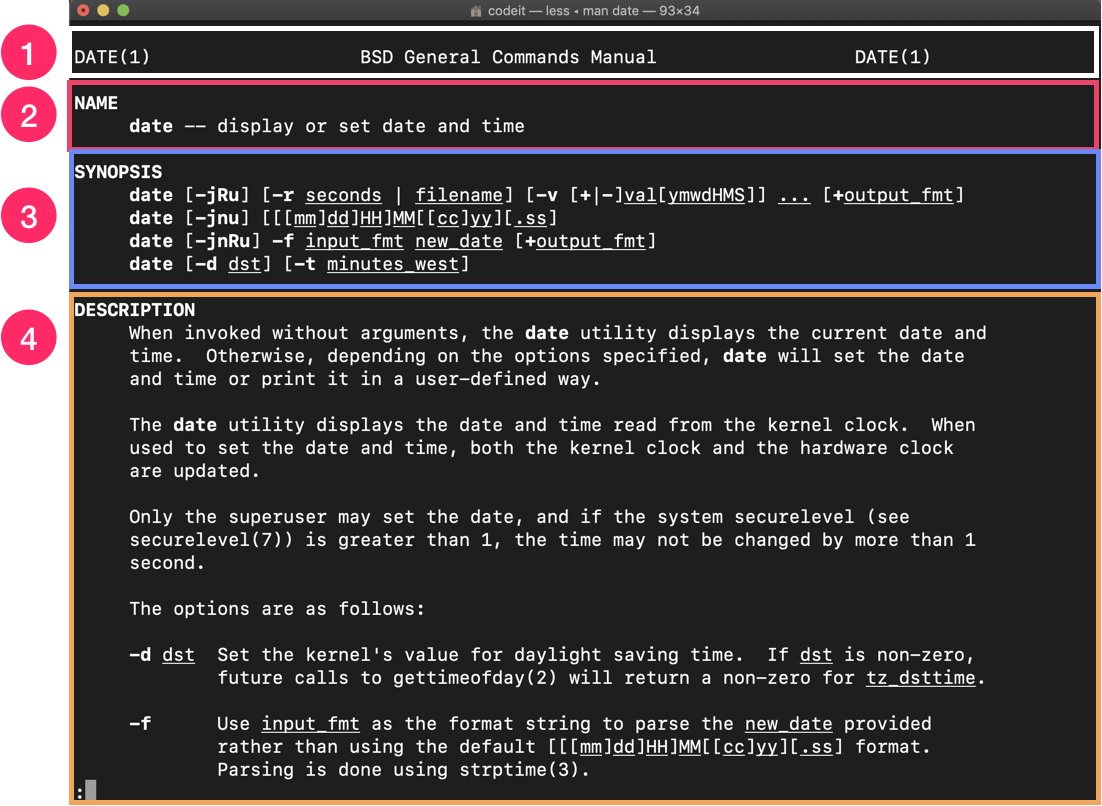 codeit — less ◂ man date — 93×34
1
DATE(1) BSD General Commands Manual DATE(1)
2
NAME
date -- display or set date and time
3
SYNOPSIS
date [-jRu] [-r seconds | filename] [-v [+|-]val[ymwdHMS]] ... [+output_fmt]
date [-jnu] [[[mm]dd]HH]MM[[cc]yy][.ss]
date [-jnRu] -f input_fmt new_date [+output_fmt]
date [-d dst] [-t minutes_west]
4
DESCRIPTION
When invoked without arguments, the date utility displays the current date and
time.  Otherwise, depending on the options specified, date will set the date
and time or print it in a user-defined way.
The date utility displays the date and time read from the kernel clock.  When
used to set the date and time, both the kernel clock and the hardware clock
are updated.
Only the superuser may set the date, and if the system securelevel (see
securelevel(7)) is greater than 1, the time may not be changed by more than 1
second.
The options are as follows:
-d dst  Set the kernel's value for daylight saving time.  If dst is non-zero,
future calls to gettimeofday(2) will return a non-zero for tz_dsttime.
-f Use input_fmt as the format string to parse the new_date provided
rather than using the default [[[mm]dd]HH]MM[[cc]yy][.ss] format.
Parsing is done using strptime(3).
: